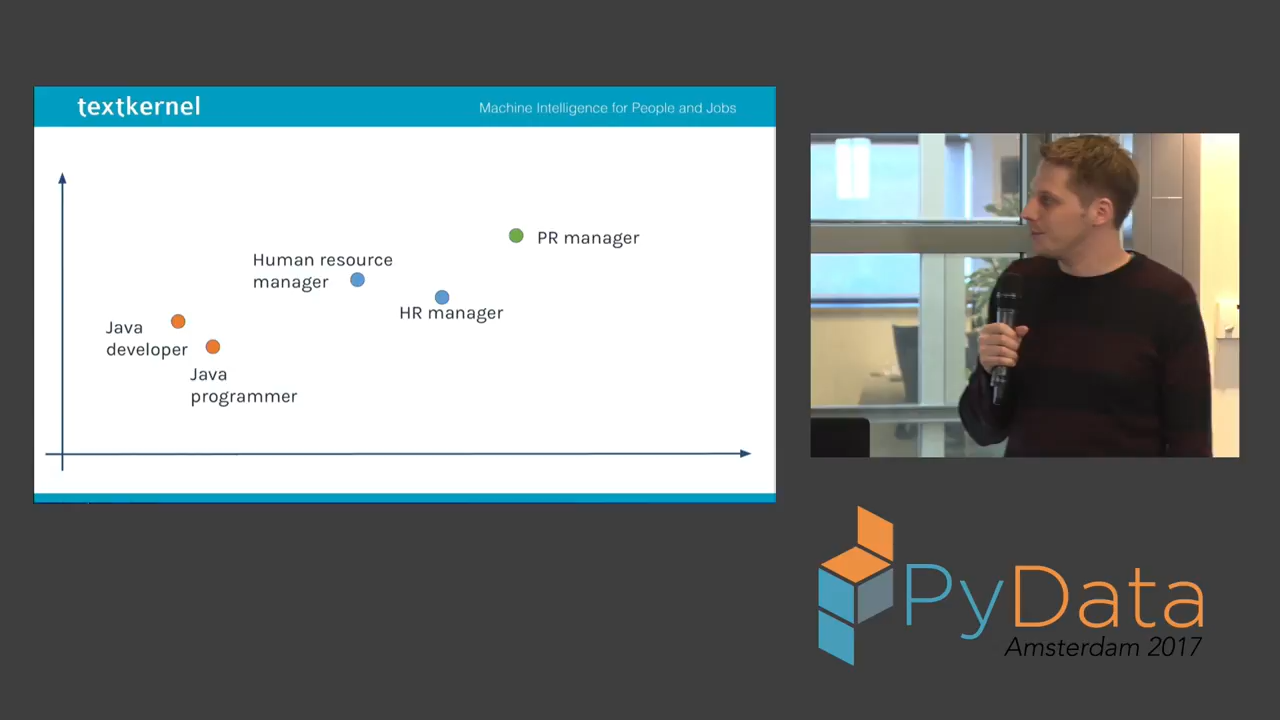 textkernel
Machine Intelligence for People and Jobs
PR manager
Human resource
manager
HR manager
Java
developer
Java
programmer
PyData
Amsterdam 2017